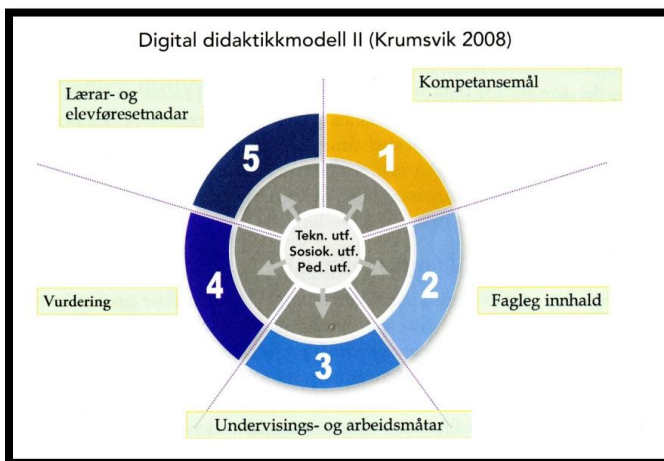 Digital didaktikkmodell II (Krumsvik 2008)
Lærar- og
elevføresetnadar
Kompetansemål
5
1
Tekn. utf.
Sosiok. utf.
Ped. utf.
4
2
Vurdering
Fagleg innhald
3
Undervisings- og arbeidsmåtar